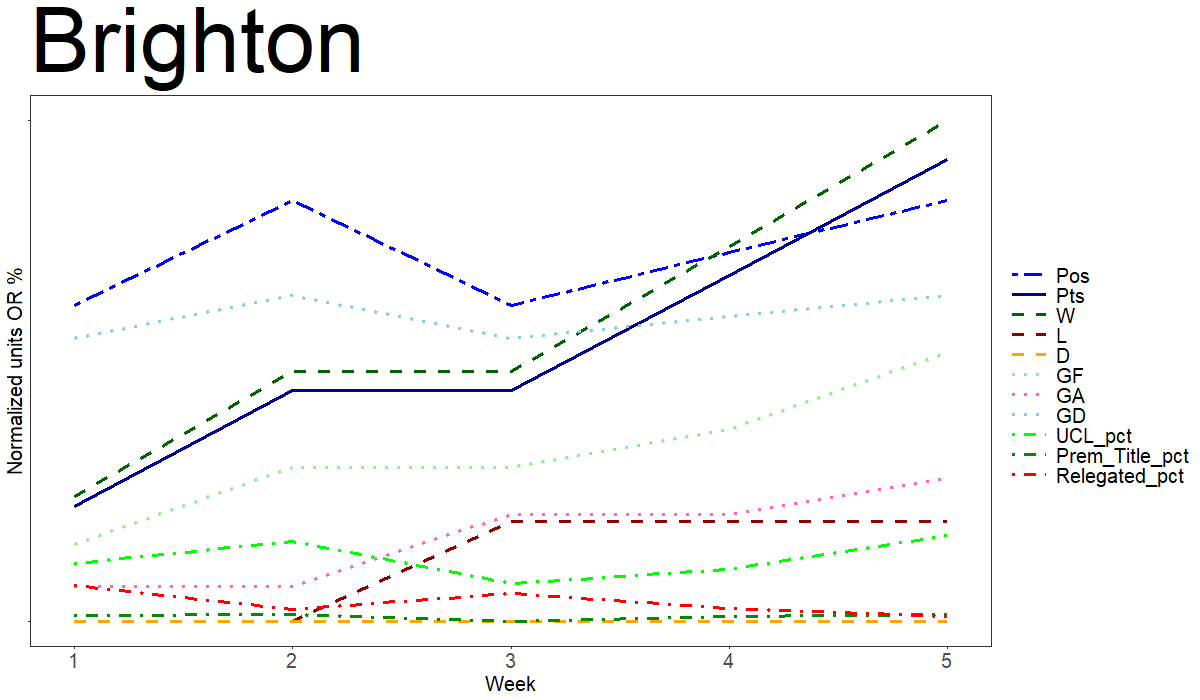 Brighton
Normalized units OR %
Pos
Pts
W
L
D
GF
GA
GD
UCL_pct
Prem_Title_pct
Relegated_pct
1 2 3 4 5
Week